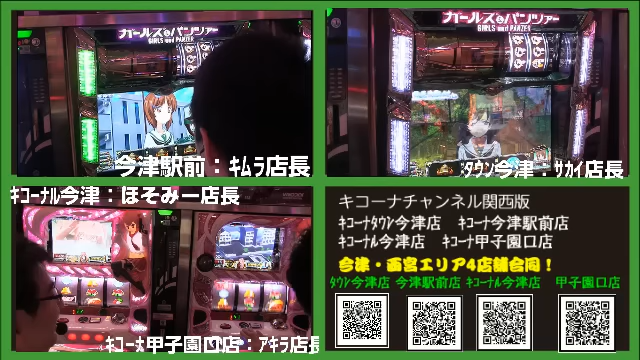 ガールズ&パンツァー
GIRLS und PANZER
今津駅前：ｷﾑﾗ店長
ガールズ&パンツァー
GIRLS und PANZER
ﾀｳﾝ今津：ｻｶｲ店長
ｷｺｰﾅﾙ今津：ほそみー店長
ｷｺｰﾅ甲子園口店：ｱｷﾗ店長
キコーナチャンネル関西版
ｷｺｰﾅﾀｳﾝ今津店 ｷｺｰﾅ今津駅前店
ｷｺｰﾅﾙ今津店 ｷｺｰﾅ甲子園口店
今津・西宮エリア4店舗合同！
ﾀｳﾝ今津店 今津駅前店 ｷｺｰﾅﾙ今津店 甲子園口店